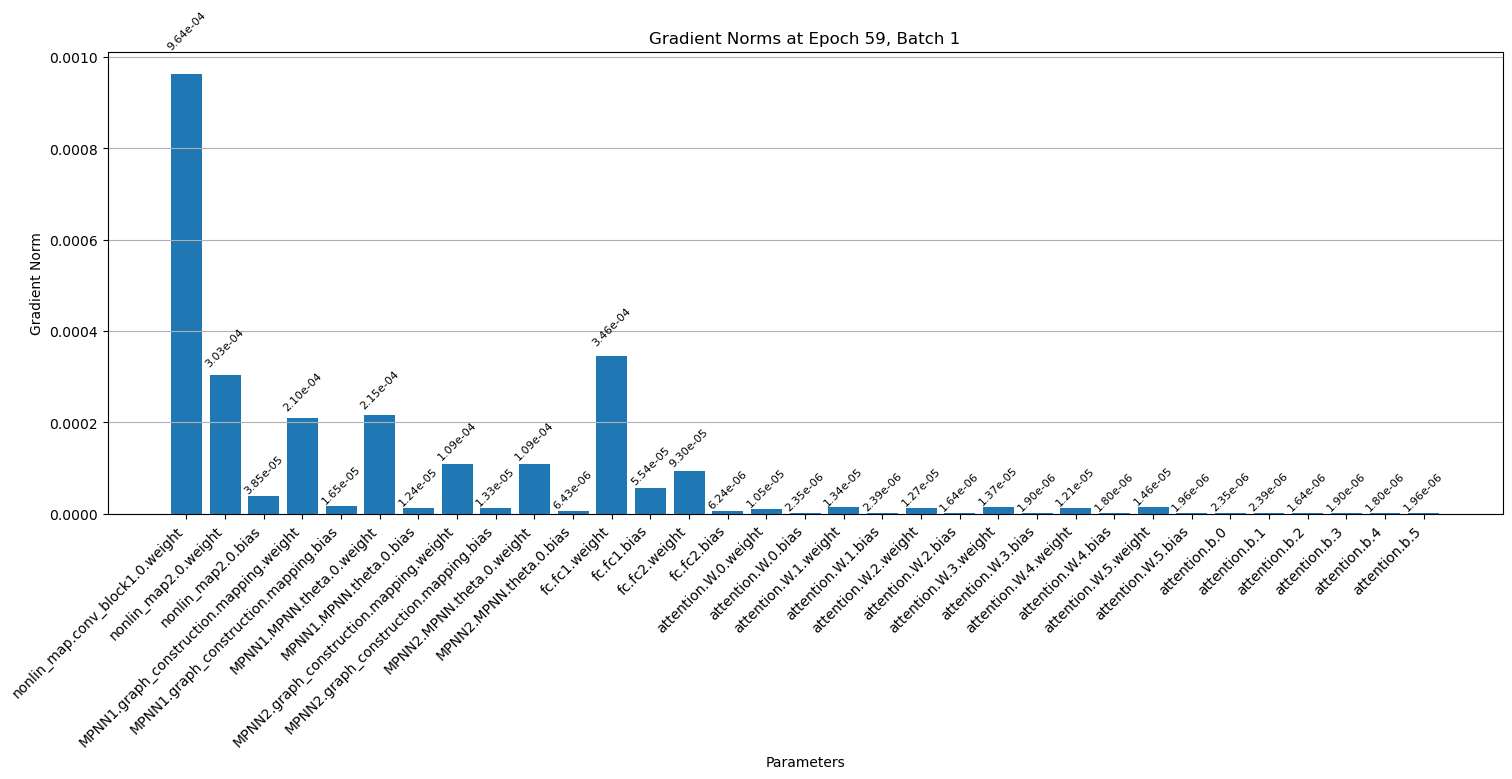 Gradient Norms at Epoch 59, Batch 1
Gradient Norm
0.0010
0.0008
0.0006
0.0004
0.0002
0.0000
9.64e-04
3.03e-04
3.85e-05
2.10e-04
1.65e-05
2.15e-04
1.24e-05
1.09e-04
1.33e-05
1.09e-04
6.43e-06
3.46e-04
5.54e-05
9.30e-05
6.24e-06
1.05e-05
2.35e-06
1.34e-05
2.39e-06
1.27e-05
1.64e-06
1.37e-05
1.90e-06
1.21e-05
1.80e-06
1.46e-05
1.96e-06
2.35e-06
2.39e-06
1.64e-06
1.90e-06
1.80e-06
1.96e-06
nonlin_map.conv_block1.0.weight
nonlin_map2.0.weight
nonlin_map2.0.bias
MPNN1.graph_construction.mapping.weight
MPNN1.graph_construction.mapping.bias
MPNN1.MPNN.theta.0.weight
MPNN1.MPNN.theta.0.bias
MPNN2.graph_construction.mapping.weight
MPNN2.graph_construction.mapping.bias
MPNN2.MPNN.theta.0.weight
MPNN2.MPNN.theta.0.bias
fc.fc1.weight
fc.fc1.bias
fc.fc2.weight
fc.fc2.bias
attention.W.0.weight
attention.W.0.bias
attention.W.1.weight
attention.W.1.bias
attention.W.2.weight
attention.W.2.bias
attention.W.3.weight
attention.W.3.bias
attention.W.4.weight
attention.W.4.bias
attention.W.5.weight
attention.W.5.bias
attention.b.0
attention.b.1
attention.b.2
attention.b.3
attention.b.4
attention.b.5
Parameters